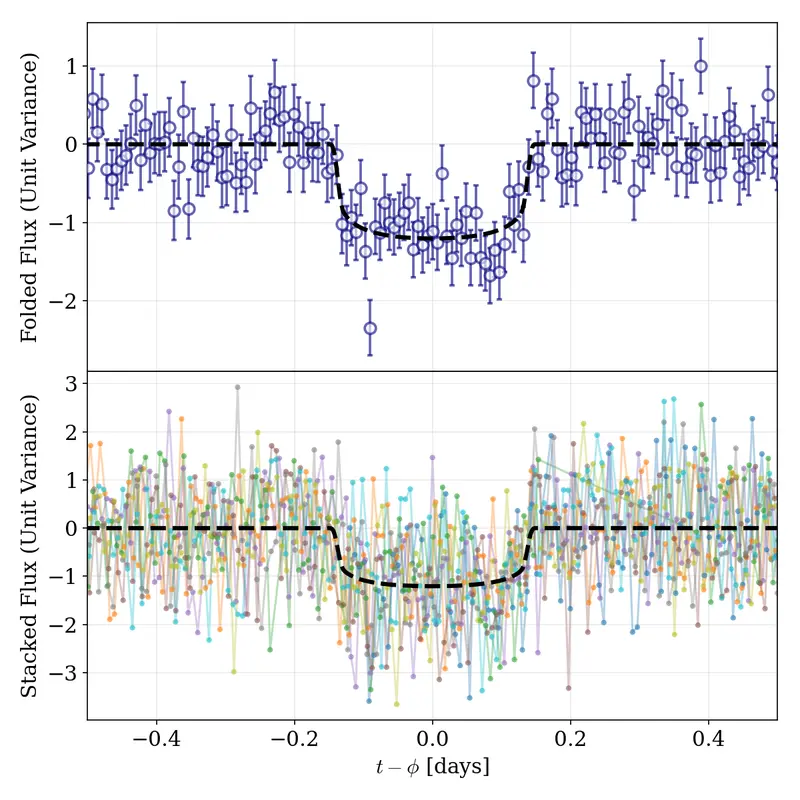 Folded Flux (Unit Variance)
1
0
−1
−2
Stacked Flux (Unit Variance)
3
2
1
0
−1
−2
−3
−0.4 −0.2 0.0 0.2 0.4
t − ϕ [days]